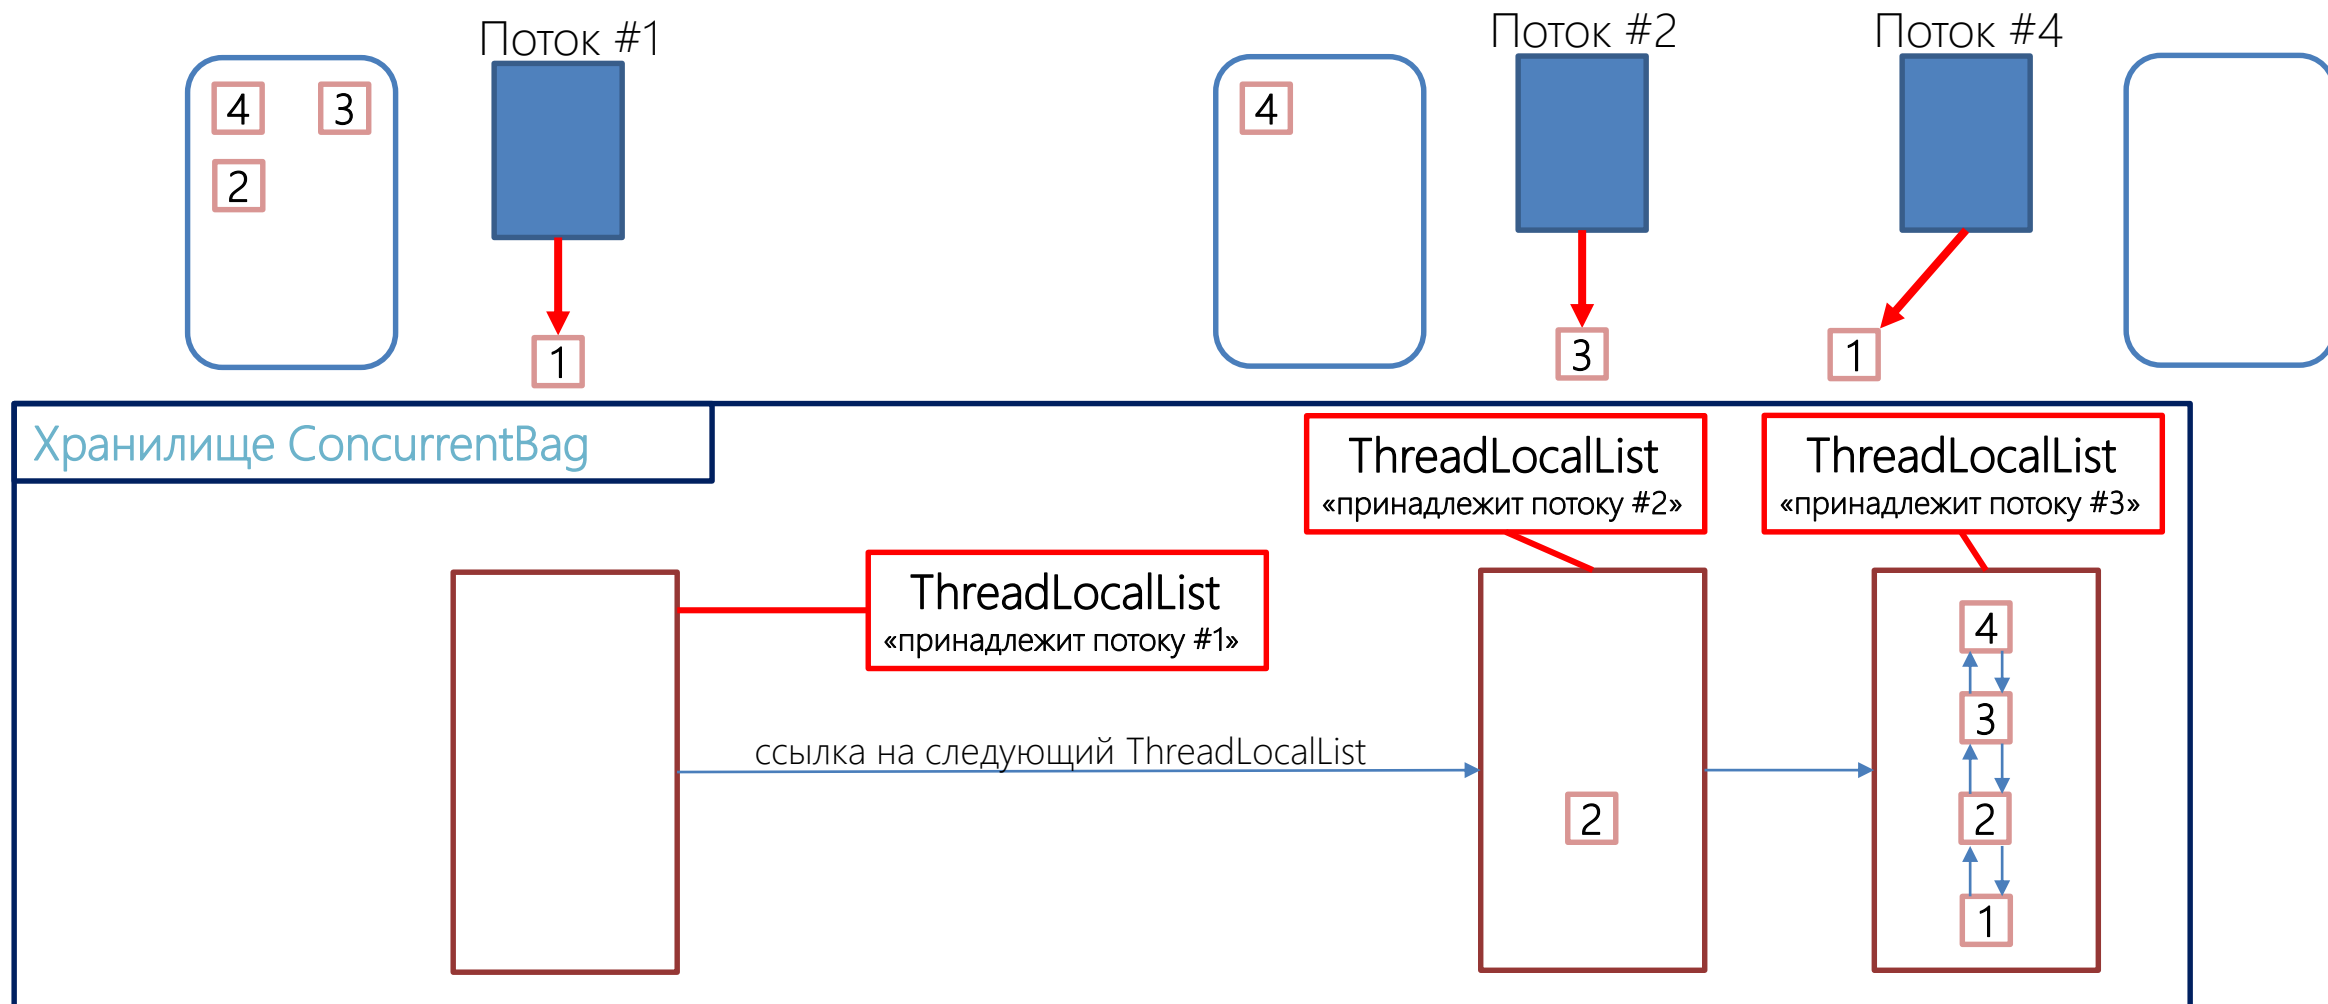 Поток #1
Поток #2
Поток #4
4
3
2
4
1
3
1
Хранилище ConcurrentBag
ThreadLocalList
«принадлежит потоку #2»
ThreadLocalList
«принадлежит потоку #3»
ThreadLocalList
«принадлежит потоку #1»
ссылка на следующий ThreadLocalList
2
4
3
2
1